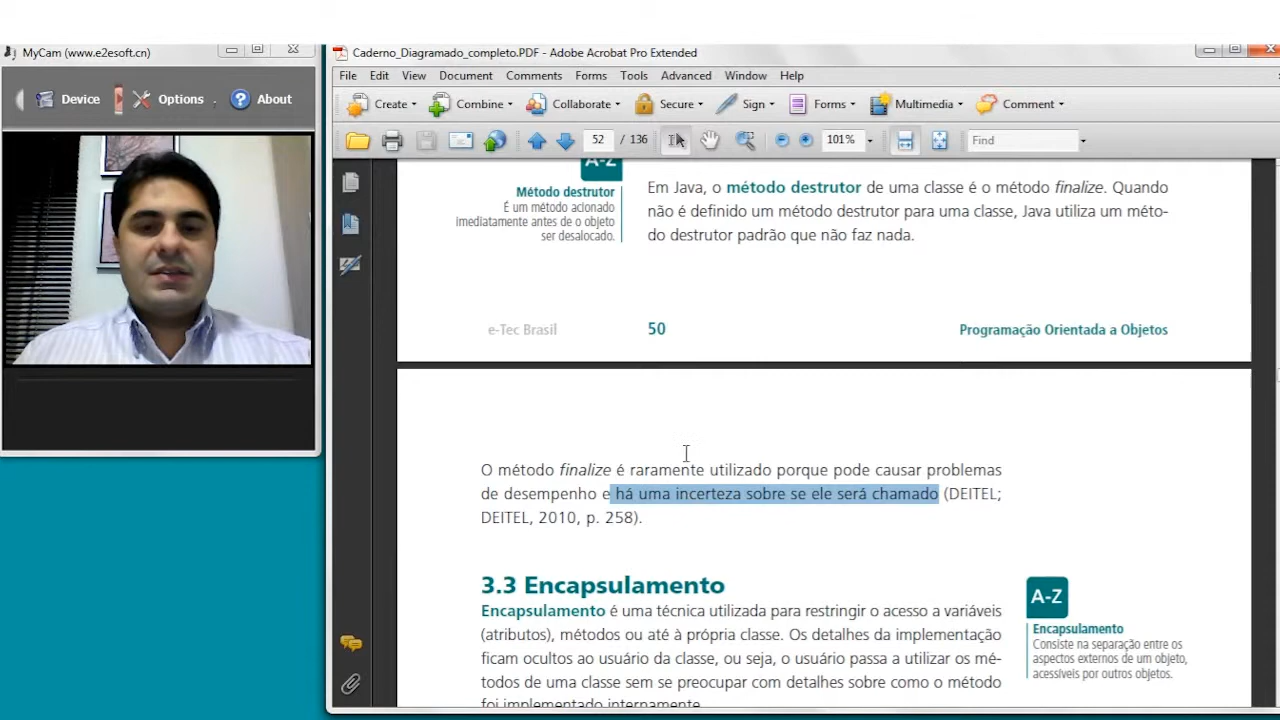 MyCam (www.e2esoft.cn)
Device
Options
About
Caderno_Diagramado_completo.PDF - Adobe Acrobat Pro Extended
File Edit View Document Comments Forms Tools Advanced Window Help
Create Combine Collaborate Secure Sign Forms Multimedia Comment
52 / 136 101% Find
A-Z
Método destrutor
É um método acionado
imediatamente antes de o objeto
ser desalocado.
Em Java, o método destrutor de uma classe é o método finalize. Quando
não é definido um método destrutor para uma classe, Java utiliza um méto-
do destrutor padrão que não faz nada.
e-Tec Brasil 50 Programação Orientada a Objetos
O método finalize é raramente utilizado porque pode causar problemas
de desempenho e há uma incerteza sobre se ele será chamado (DEITEL;
DEITEL, 2010, p. 258).
3.3 Encapsulamento
Encapsulamento é uma técnica utilizada para restringir o acesso a variáveis
(atributos), métodos ou até à própria classe. Os detalhes da implementação
ficam ocultos ao usuário da classe, ou seja, o usuário passa a utilizar os mé-
todos de uma classe sem se preocupar com detalhes sobre como o método
foi implementado internamente.
A-Z
Encapsulamento
Consiste na separação entre os
aspectos externos de um objeto,
acessíveis por outros objetos.